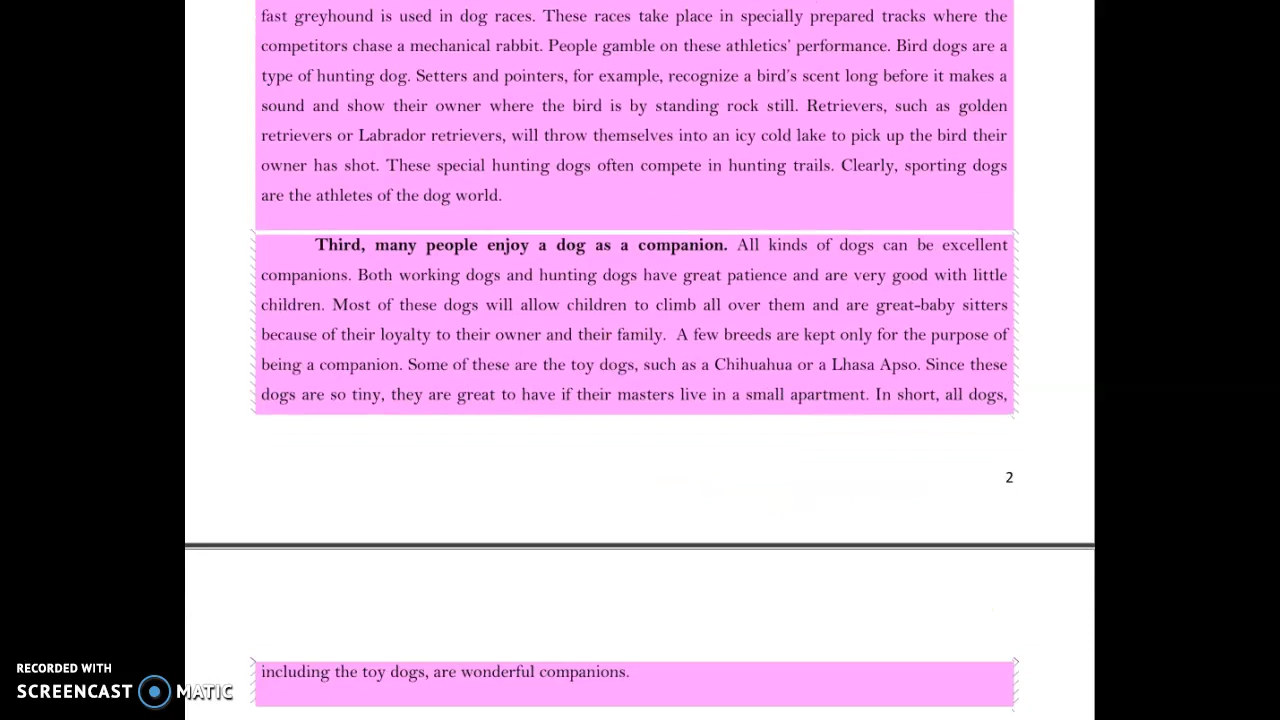 fast greyhound is used in dog races. These races take place in specially prepared tracks where the
competitors chase a mechanical rabbit. People gamble on these athletics' performance. Bird dogs are a
type of hunting dog. Setters and pointers, for example, recognize a bird's scent long before it makes a
sound and show their owner where the bird is by standing rock still. Retrievers, such as golden
retrievers or Labrador retrievers, will throw themselves into an icy cold lake to pick up the bird their
owner has shot. These special hunting dogs often compete in hunting trails. Clearly, sporting dogs
are the athletes of the dog world.
Third, many people enjoy a dog as a companion. All kinds of dogs can be excellent
companions. Both working dogs and hunting dogs have great patience and are very good with little
children. Most of these dogs will allow children to climb all over them and are great-baby sitters
because of their loyalty to their owner and their family. A few breeds are kept only for the purpose of
being a companion. Some of these are the toy dogs, such as a Chihuahua or a Lhasa Apso. Since these
dogs are so tiny, they are great to have if their masters live in a small apartment. In short, all dogs,
2
including the toy dogs, are wonderful companions.
RECORDED WITH
SCREENCAST MATIC